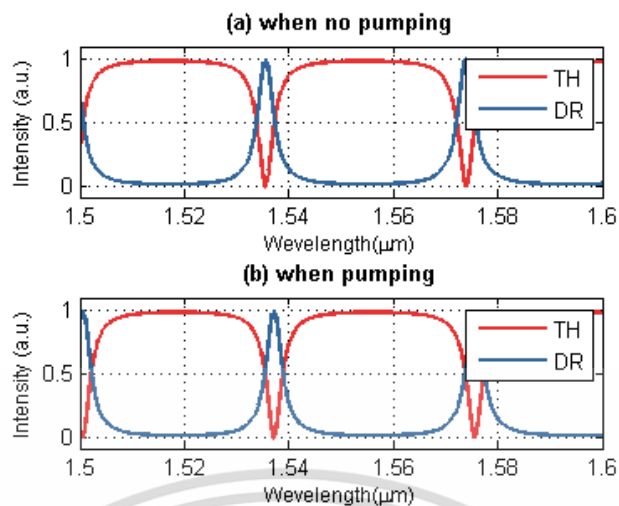 (a) when no pumping
Intensity (a.u.)
1
0.5
0
TH
DR
1.5 1.52 1.54 1.56 1.58 1.6
Wavelength(μm)
(b) when pumping
Intensity (a.u.)
1
0.5
0
TH
DR
1.5 1.52 1.54 1.56 1.58 1.6
Wavelength(μm)